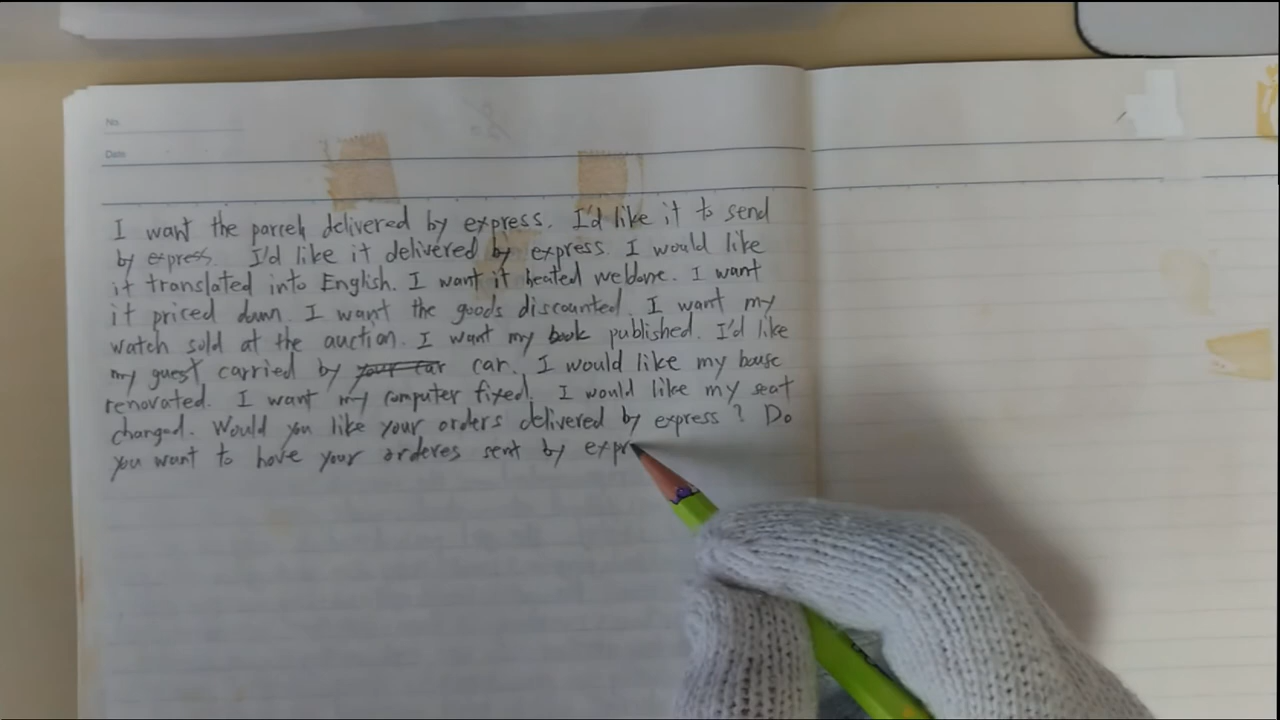 No.
Date
I want the parcel delivered by express. I'd like it to send
by express. I'd like it delivered by express. I would like
it translated into English. I want it heated weldone. I want
it priced down. I want the goods discounted. I want my
watch sold at the auction. I want my book published. I'd like
my guest carried by your car car. I would like my house
renovated. I want my computer fixed. I would like my seat
changed. Would you like your orders delivered by express? Do
you want to have your orderes sent by expr